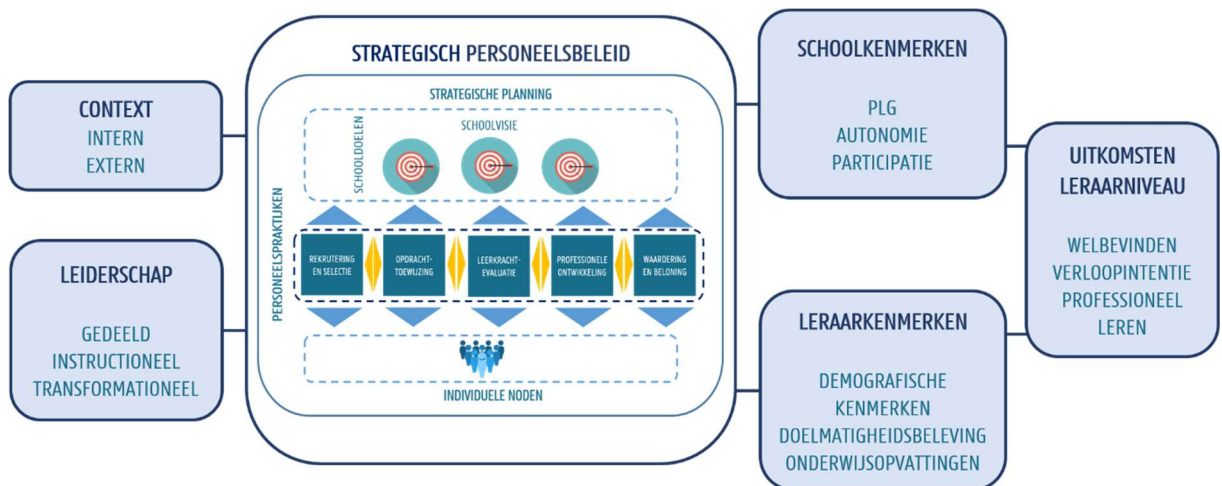 CONTEXT
INTERN
EXTERN
LEIDERSCHAP
GEDEELD
INSTRUCTIONEEL
TRANSFORMATIONEEL
STRATEGISCH PERSONEELSBELEID
STRATEGISCHE PLANNING
SCHOOLVISIE
SCHOOLDOELEN
PERSONEELSPRAKTIJKEN
REKRUTERING
EN SELECTIE
OPDRACHT-
TOEWIJZING
LEERKRACHT-
EVALUATIE
PROFESSIONELE
ONTWIKKELING
WAARDERING
EN BELONING
INDIVIDUELE NODEN
SCHOOLKENMERKEN
PLG
AUTONOMIE
PARTICIPATIE
LERAARKENMERKEN
DEMOGRAFISCHE
KENMERKEN
DOELMATIGHEIDSBELEVING
ONDERWIJSOPVATTINGEN
UITKOMSTEN
LERAARNIVEAU
WELBEVINDEN
VERLOOPINTENTIE
PROFESSIONEEL
LEREN